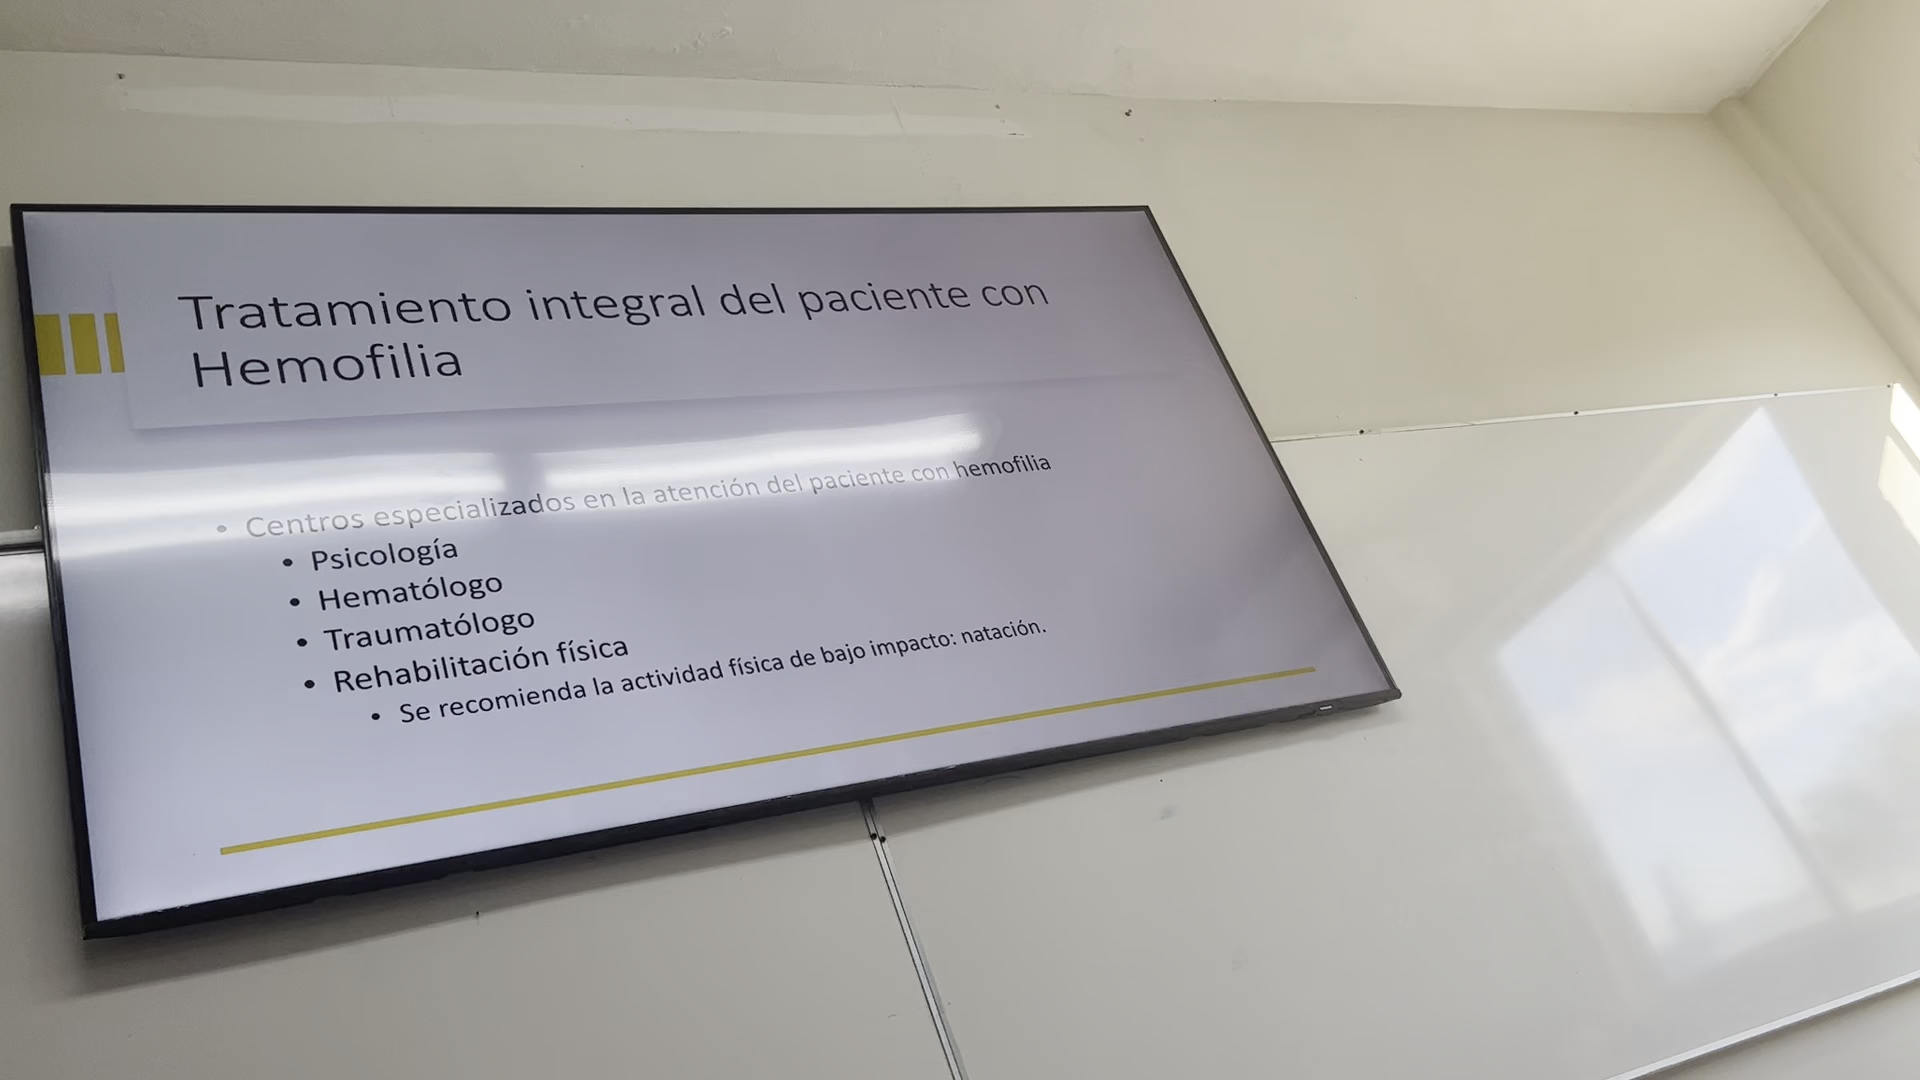 Tratamiento integral del paciente con
Hemofilia
• Centros especializados en la atención del paciente con hemofilia
• Psicología
• Hematólogo
• Traumatólogo
• Rehabilitación física
• Se recomienda la actividad física de bajo impacto: natación.